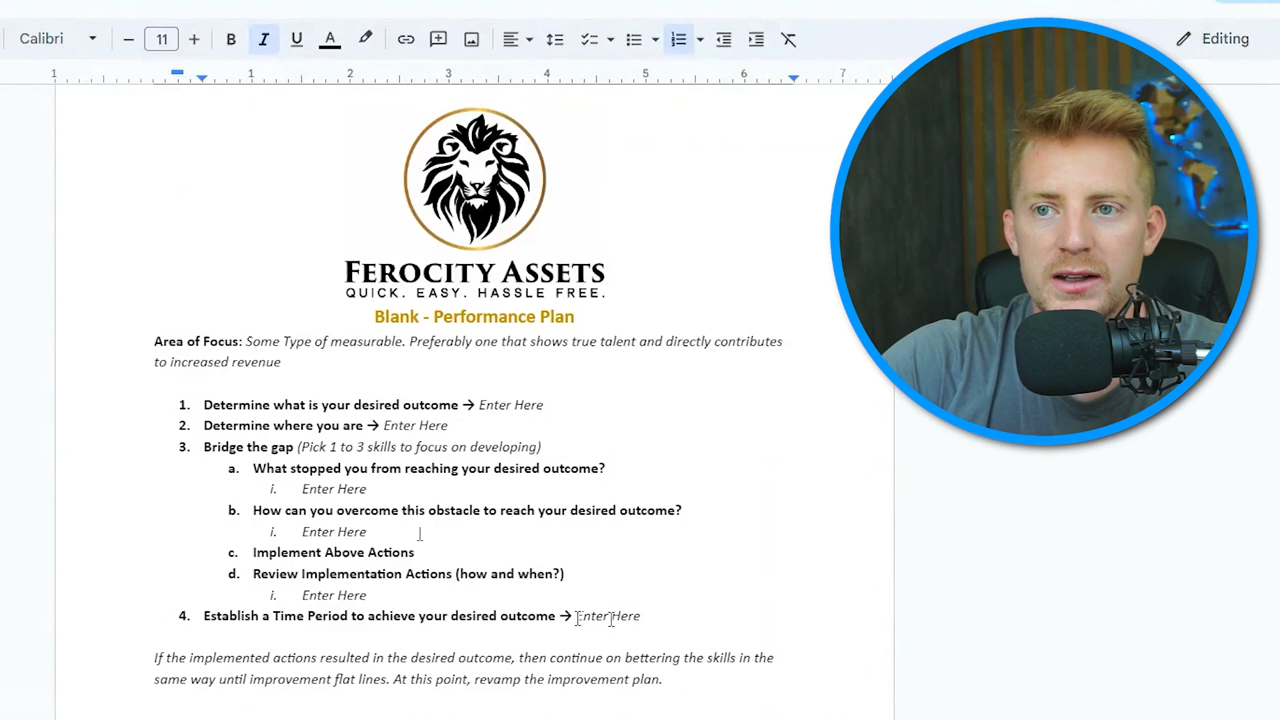 Calibri
11
B I U A
Editing
1 1 2 3 4 5 6 7
FEROCITY ASSETS
QUICK. EASY. HASSLE FREE.
Blank - Performance Plan
Area of Focus: Some Type of measurable. Preferably one that shows true talent and directly contributes
to increased revenue
1. Determine what is your desired outcome → Enter Here
2. Determine where you are → Enter Here
3. Bridge the gap (Pick 1 to 3 skills to focus on developing)
a. What stopped you from reaching your desired outcome?
i. Enter Here
b. How can you overcome this obstacle to reach your desired outcome?
i. Enter Here
c. Implement Above Actions
d. Review Implementation Actions (how and when?)
i. Enter Here
4. Establish a Time Period to achieve your desired outcome → Enter Here
If the implemented actions resulted in the desired outcome, then continue on bettering the skills in the
same way until improvement flat lines. At this point, revamp the improvement plan.